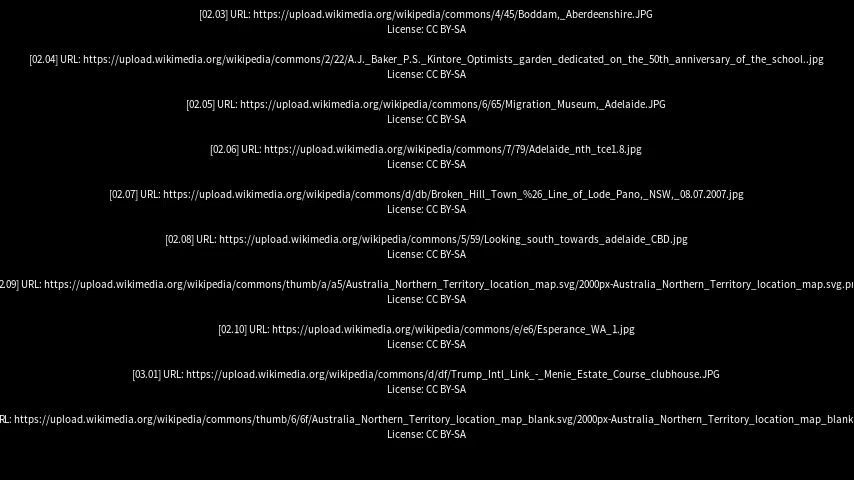 [02.03] URL: https://upload.wikimedia.org/wikipedia/commons/4/45/Boddam,_Aberdeenshire.JPG
License: CC BY-SA
[02.04] URL: https://upload.wikimedia.org/wikipedia/commons/2/22/A.J._Baker_P.S._Kintore_Optimists_garden_dedicated_on_the_50th_anniversary_of_the_school..jpg
License: CC BY-SA
[02.05] URL: https://upload.wikimedia.org/wikipedia/commons/6/65/Migration_Museum,_Adelaide.JPG
License: CC BY-SA
[02.06] URL: https://upload.wikimedia.org/wikipedia/commons/7/79/Adelaide_nth_tce1.8.jpg
License: CC BY-SA
[02.07] URL: https://upload.wikimedia.org/wikipedia/commons/d/db/Broken_Hill_Town_%26_Line_of_Lode_Pano,_NSW,_08.07.2007.jpg
License: CC BY-SA
[02.08] URL: https://upload.wikimedia.org/wikipedia/commons/5/59/Looking_south_towards_adelaide_CBD.jpg
License: CC BY-SA
2.09] URL: https://upload.wikimedia.org/wikipedia/commons/thumb/a/a5/Australia_Northern_Territory_location_map.svg/2000px-Australia_Northern_Territory_location_map.svg.pn
License: CC BY-SA
[02.10] URL: https://upload.wikimedia.org/wikipedia/commons/e/e6/Esperance_WA_1.jpg
License: CC BY-SA
[03.01] URL: https://upload.wikimedia.org/wikipedia/commons/d/df/Trump_Intl_Link_-_Menie_Estate_Course_clubhouse.JPG
License: CC BY-SA
RL: https://upload.wikimedia.org/wikipedia/commons/thumb/6/6f/Australia_Northern_Territory_location_map_blank.svg/2000px-Australia_Northern_Territory_location_map_blank
License: CC BY-SA